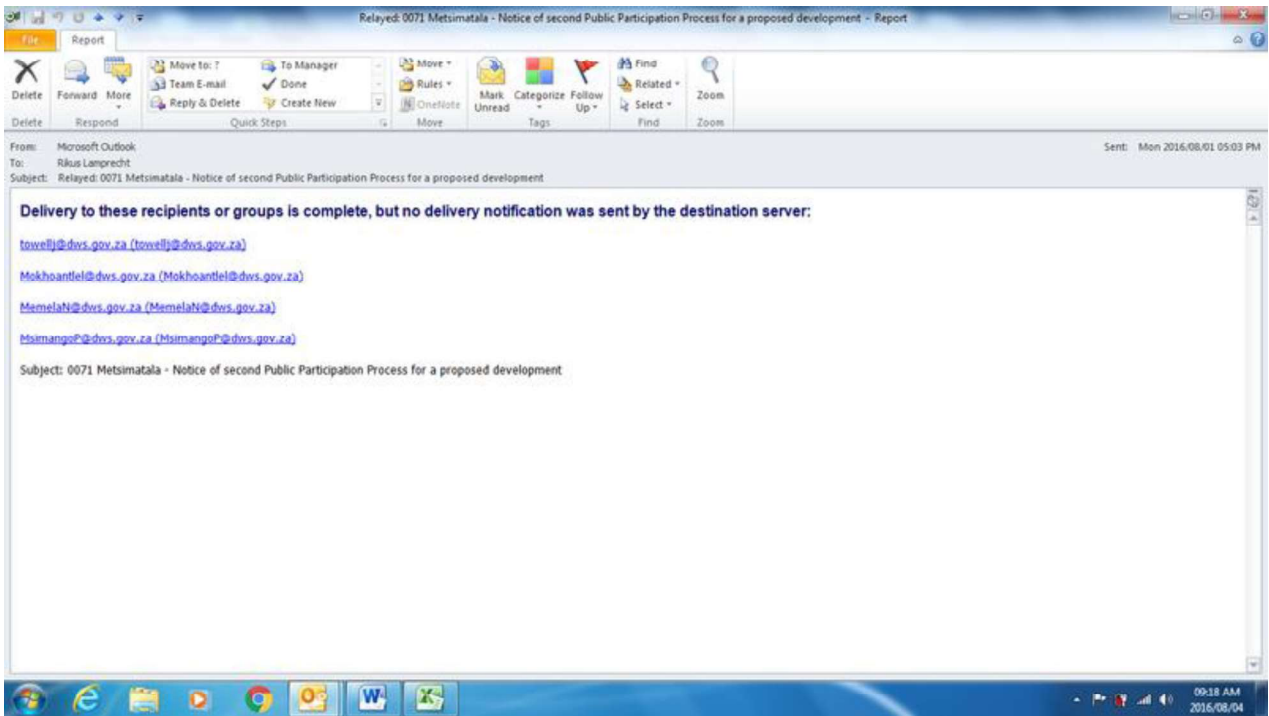 Relayed: 0071 Metsimatala - Notice of second Public Participation Process for a proposed development - Report
File Report
Move to: ? To Manager Move Find
Team E-mail Done Rules Related
Delete Forward More Reply & Delete Create New OneNote Mark Unread Categorize Follow Up Select Zoom
Delete Respond Quick Steps Move Tags Find Zoom
From: Microsoft Outlook Sent: Mon 2016/08/01 05:03 PM
To: Rikus Lamprecht
Subject: Relayed: 0071 Metsimatala - Notice of second Public Participation Process for a proposed development
Delivery to these recipients or groups is complete, but no delivery notification was sent by the destination server:
towellj@dws.gov.za (towellj@dws.gov.za)
Mokhoantlel@dws.gov.za (Mokhoantlel@dws.gov.za)
MemelaN@dws.gov.za (MemelaN@dws.gov.za)
MsimangoP@dws.gov.za (MsimangoP@dws.gov.za)
Subject: 0071 Metsimatala - Notice of second Public Participation Process for a proposed development
09:18 AM
2016/08/04